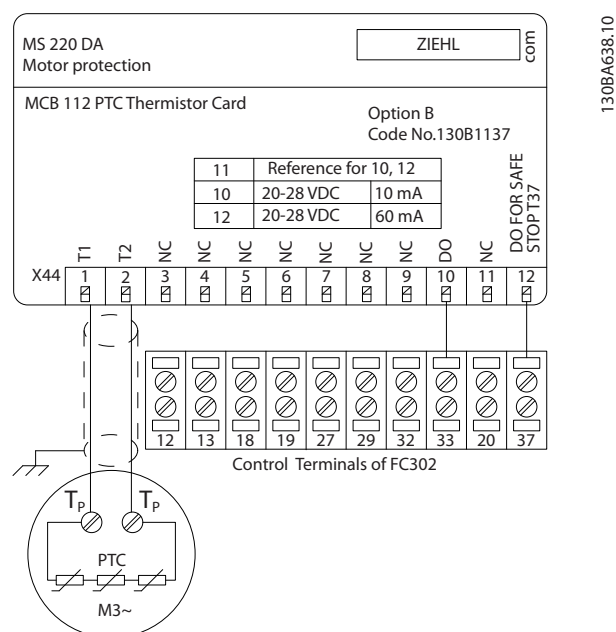 MS 220 DA
Motor protection
ZIEHL
com
130BA638.10
MCB 112 PTC Thermistor Card
Option B
Code No.130B1137
11 Reference for 10, 12
10 20-28 VDC 10 mA
12 20-28 VDC 60 mA
T1 T2 NC NC NC NC NC NC NC DO NC DO FOR SAFE
STOP T37
X44 1 2 3 4 5 6 7 8 9 10 11 12
12 13 18 19 27 29 32 33 20 37
Control Terminals of FC302
TP TP
PTC
M3~